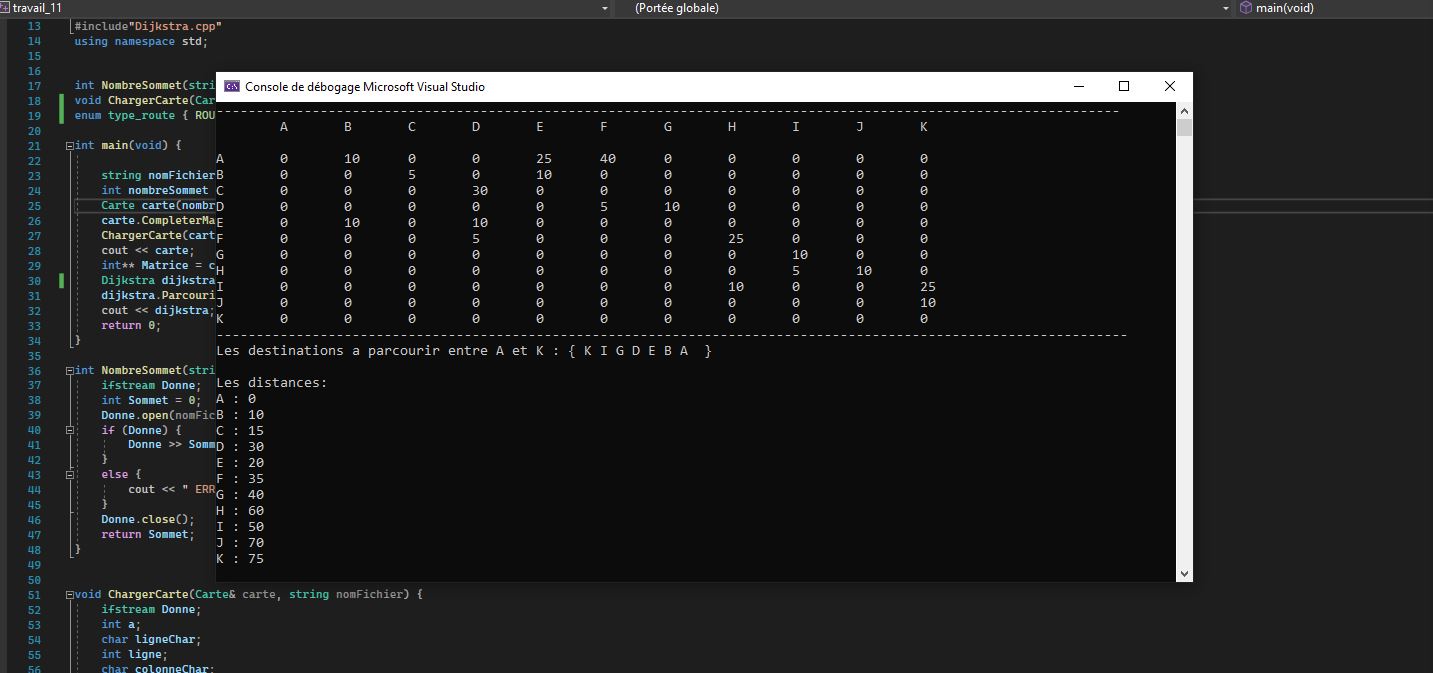 travail_11 (Portée globale) main(void)
13 #include"Dijkstra.cpp"
14 using namespace std;
15
16
17 int NombreSommet(stri
18 void ChargerCarte(Car
19 enum type_route { ROU
20
21 int main(void) {
22
23 string nomFichier
24 int nombreSommet
25 Carte carte(nombr
26 carte.CompleterMa
27 ChargerCarte(cart
28 cout << carte;
29 int** Matrice = c
30 Dijkstra dijkstra
31 dijkstra.Parcouri
32 cout << dijkstra;
33 return 0;
34 }
35
36 int NombreSommet(stri
37 ifstream Donne;
38 int Sommet = 0;
39 Donne.open(nomFic
40 if (Donne) {
41 Donne >> Somm
42 }
43 else {
44 cout << " ERR
45 }
46 Donne.close();
47 return Sommet;
48 }
49
50
51 void ChargerCarte(Carte& carte, string nomFichier) {
52 ifstream Donne;
53 int a;
54 char ligneChar;
55 int ligne;
56 char colonneChar;
Console de débogage Microsoft Visual Studio
A B C D E F G H I J K
A 0 10 0 0 25 40 0 0 0 0 0
B 0 0 5 0 10 0 0 0 0 0 0
C 0 0 0 30 0 0 0 0 0 0 0
D 0 0 0 0 0 5 10 0 0 0 0
E 0 10 0 10 0 0 0 0 0 0 0
F 0 0 0 5 0 0 0 25 0 0 0
G 0 0 0 0 0 0 0 0 10 0 0
H 0 0 0 0 0 0 0 0 5 10 0
I 0 0 0 0 0 0 0 10 0 0 25
J 0 0 0 0 0 0 0 0 0 0 10
K 0 0 0 0 0 0 0 0 0 0 0
Les destinations a parcourir entre A et K : { K I G D E B A }
Les distances:
A : 0
B : 10
C : 15
D : 30
E : 20
F : 35
G : 40
H : 60
I : 50
J : 70
K : 75